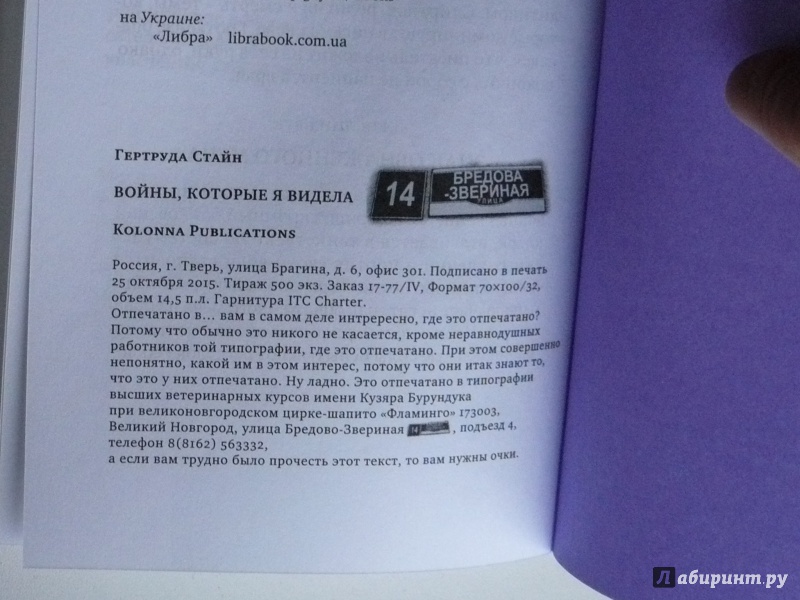 на Украине:
«Либра» librabook.com.ua
Гертруда Стайн
ВОЙНЫ, КОТОРЫЕ Я ВИДЕЛА
14 БРЕДОВА
-ЗВЕРИНАЯ
УЛИЦА
Kolonna Publications
Россия, г. Тверь, улица Брагина, д. 6, офис 301. Подписано в печать
25 октября 2015. Тираж 500 экз. Заказ 17-77/IV, Формат 70×100/32,
объем 14,5 п.л. Гарнитура ITC Charter.
Отпечатано в... вам в самом деле интрересно, где это отпечатано?
Потому что обычно это никого не касается, кроме неравнодушных
работников той типографии, где это отпечатано. При этом совершенно
непонятно, какой им в этом интерес, потому что они итак знают то,
что это у них отпечатано. Ну ладно. Это отпечатано в типографии
высших ветеринарных курсов имени Кузяра Бурундука
при великоновгородском цирке-шапито «Фламинго» 173003,
Великий Новгород, улица Бредово-Звериная 14 , подъезд 4,
телефон 8(8162) 563332,
а если вам трудно было прочесть этот текст, то вам нужны очки.
Лабиринт.ру